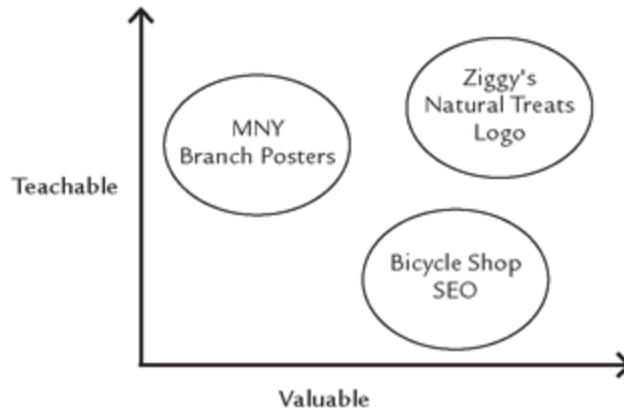 Ziggy's
Natural Treats
Logo
MNY
Branch Posters
Teachable
Bicycle Shop
SEO
Valuable